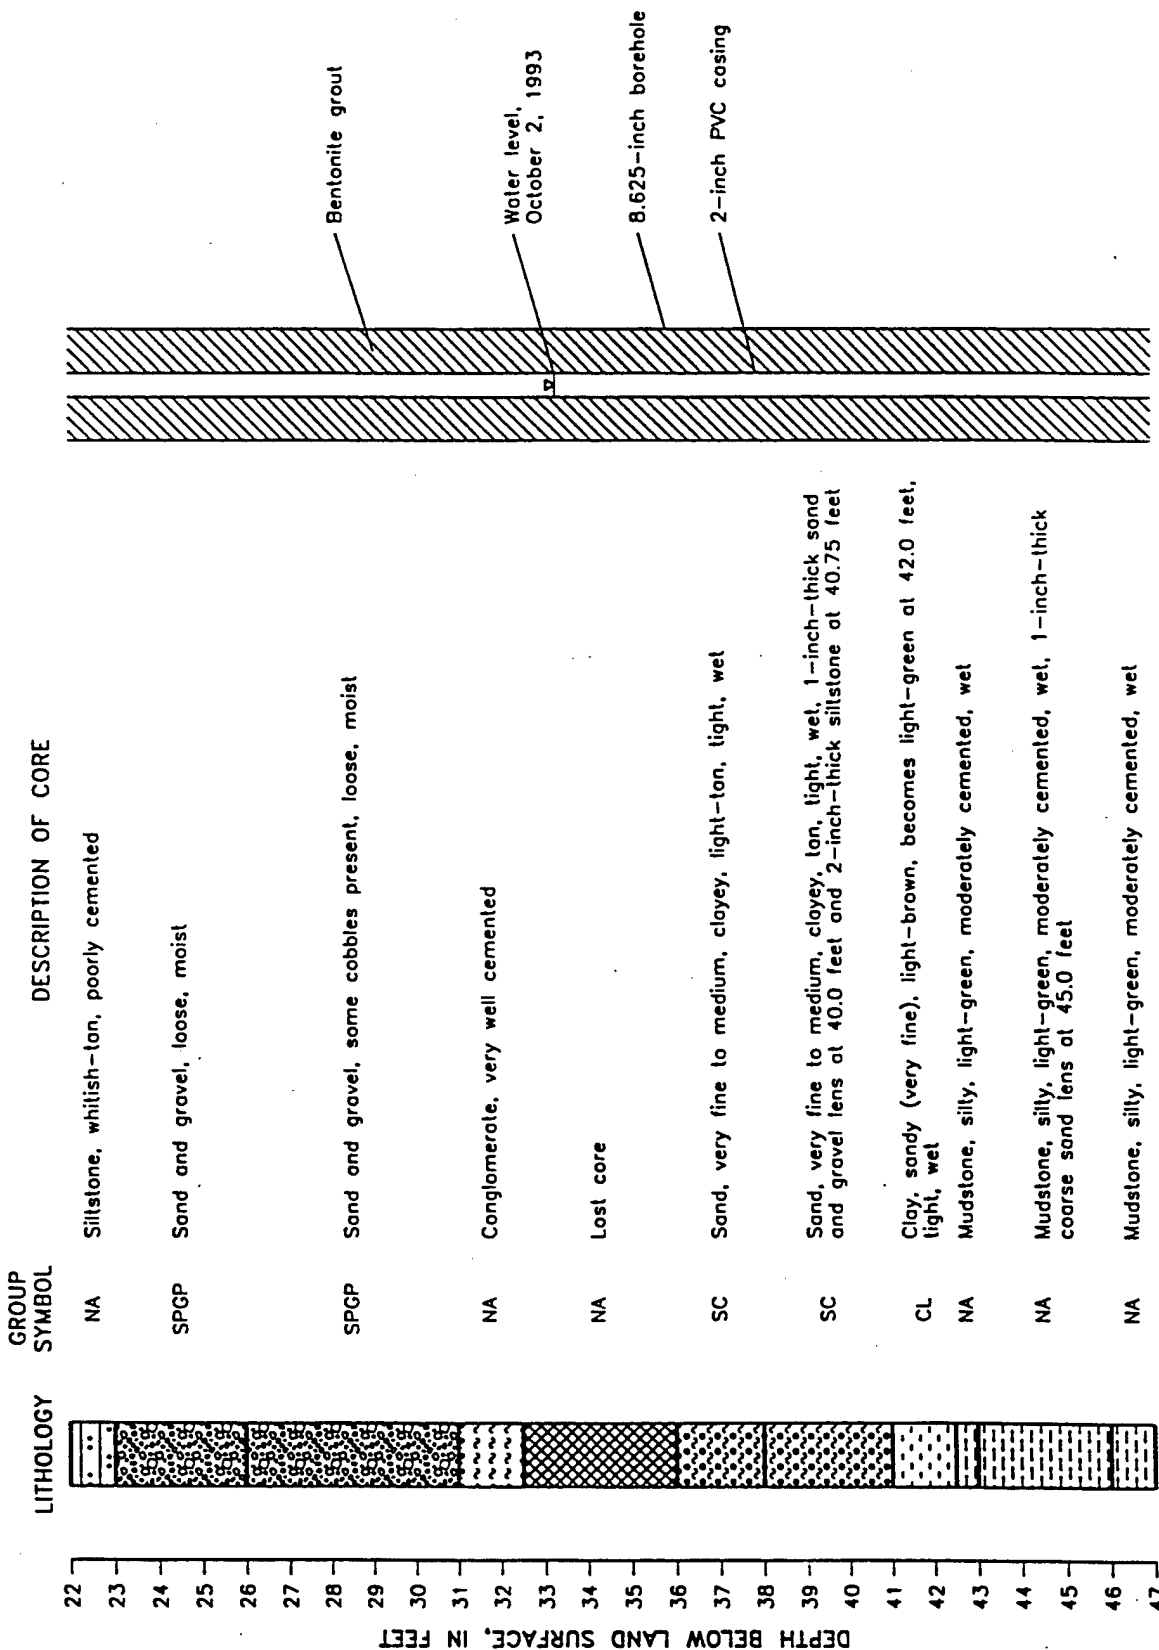 LITHOLOGY
GROUP
SYMBOL
DESCRIPTION OF CORE
DEPTH BELOW LAND SURFACE, IN FEET
22
23
24
25
26
27
28
29
30
31
32
33
34
35
36
37
38
39
40
41
42
43
44
45
46
47
NA
Siltstone, whitish-tan, poorly cemented
SPGP
Sand and gravel, loose, moist
SPGP
Sand and gravel, some cobbles present, loose, moist
NA
Conglomerate, very well cemented
NA
Lost core
SC
Sand, very fine to medium, clayey, light-tan, tight, wet
SC
Sand, very fine to medium, clayey, tan, tight, wet, 1-inch-thick sand
and gravel lens at 40.0 feet and 2-inch-thick siltstone at 40.75 feet
CL
Clay, sandy (very fine), light-brown, becomes light-green at 42.0 feet,
tight, wet
NA
Mudstone, silty, light-green, moderately cemented, wet
NA
Mudstone, silty, light-green, moderately cemented, wet, 1-inch-thick
coarse sand lens at 45.0 feet
NA
Mudstone, silty, light-green, moderately cemented, wet
Bentonite grout
Water level,
October 2, 1993
8.625-inch borehole
2-inch PVC casing